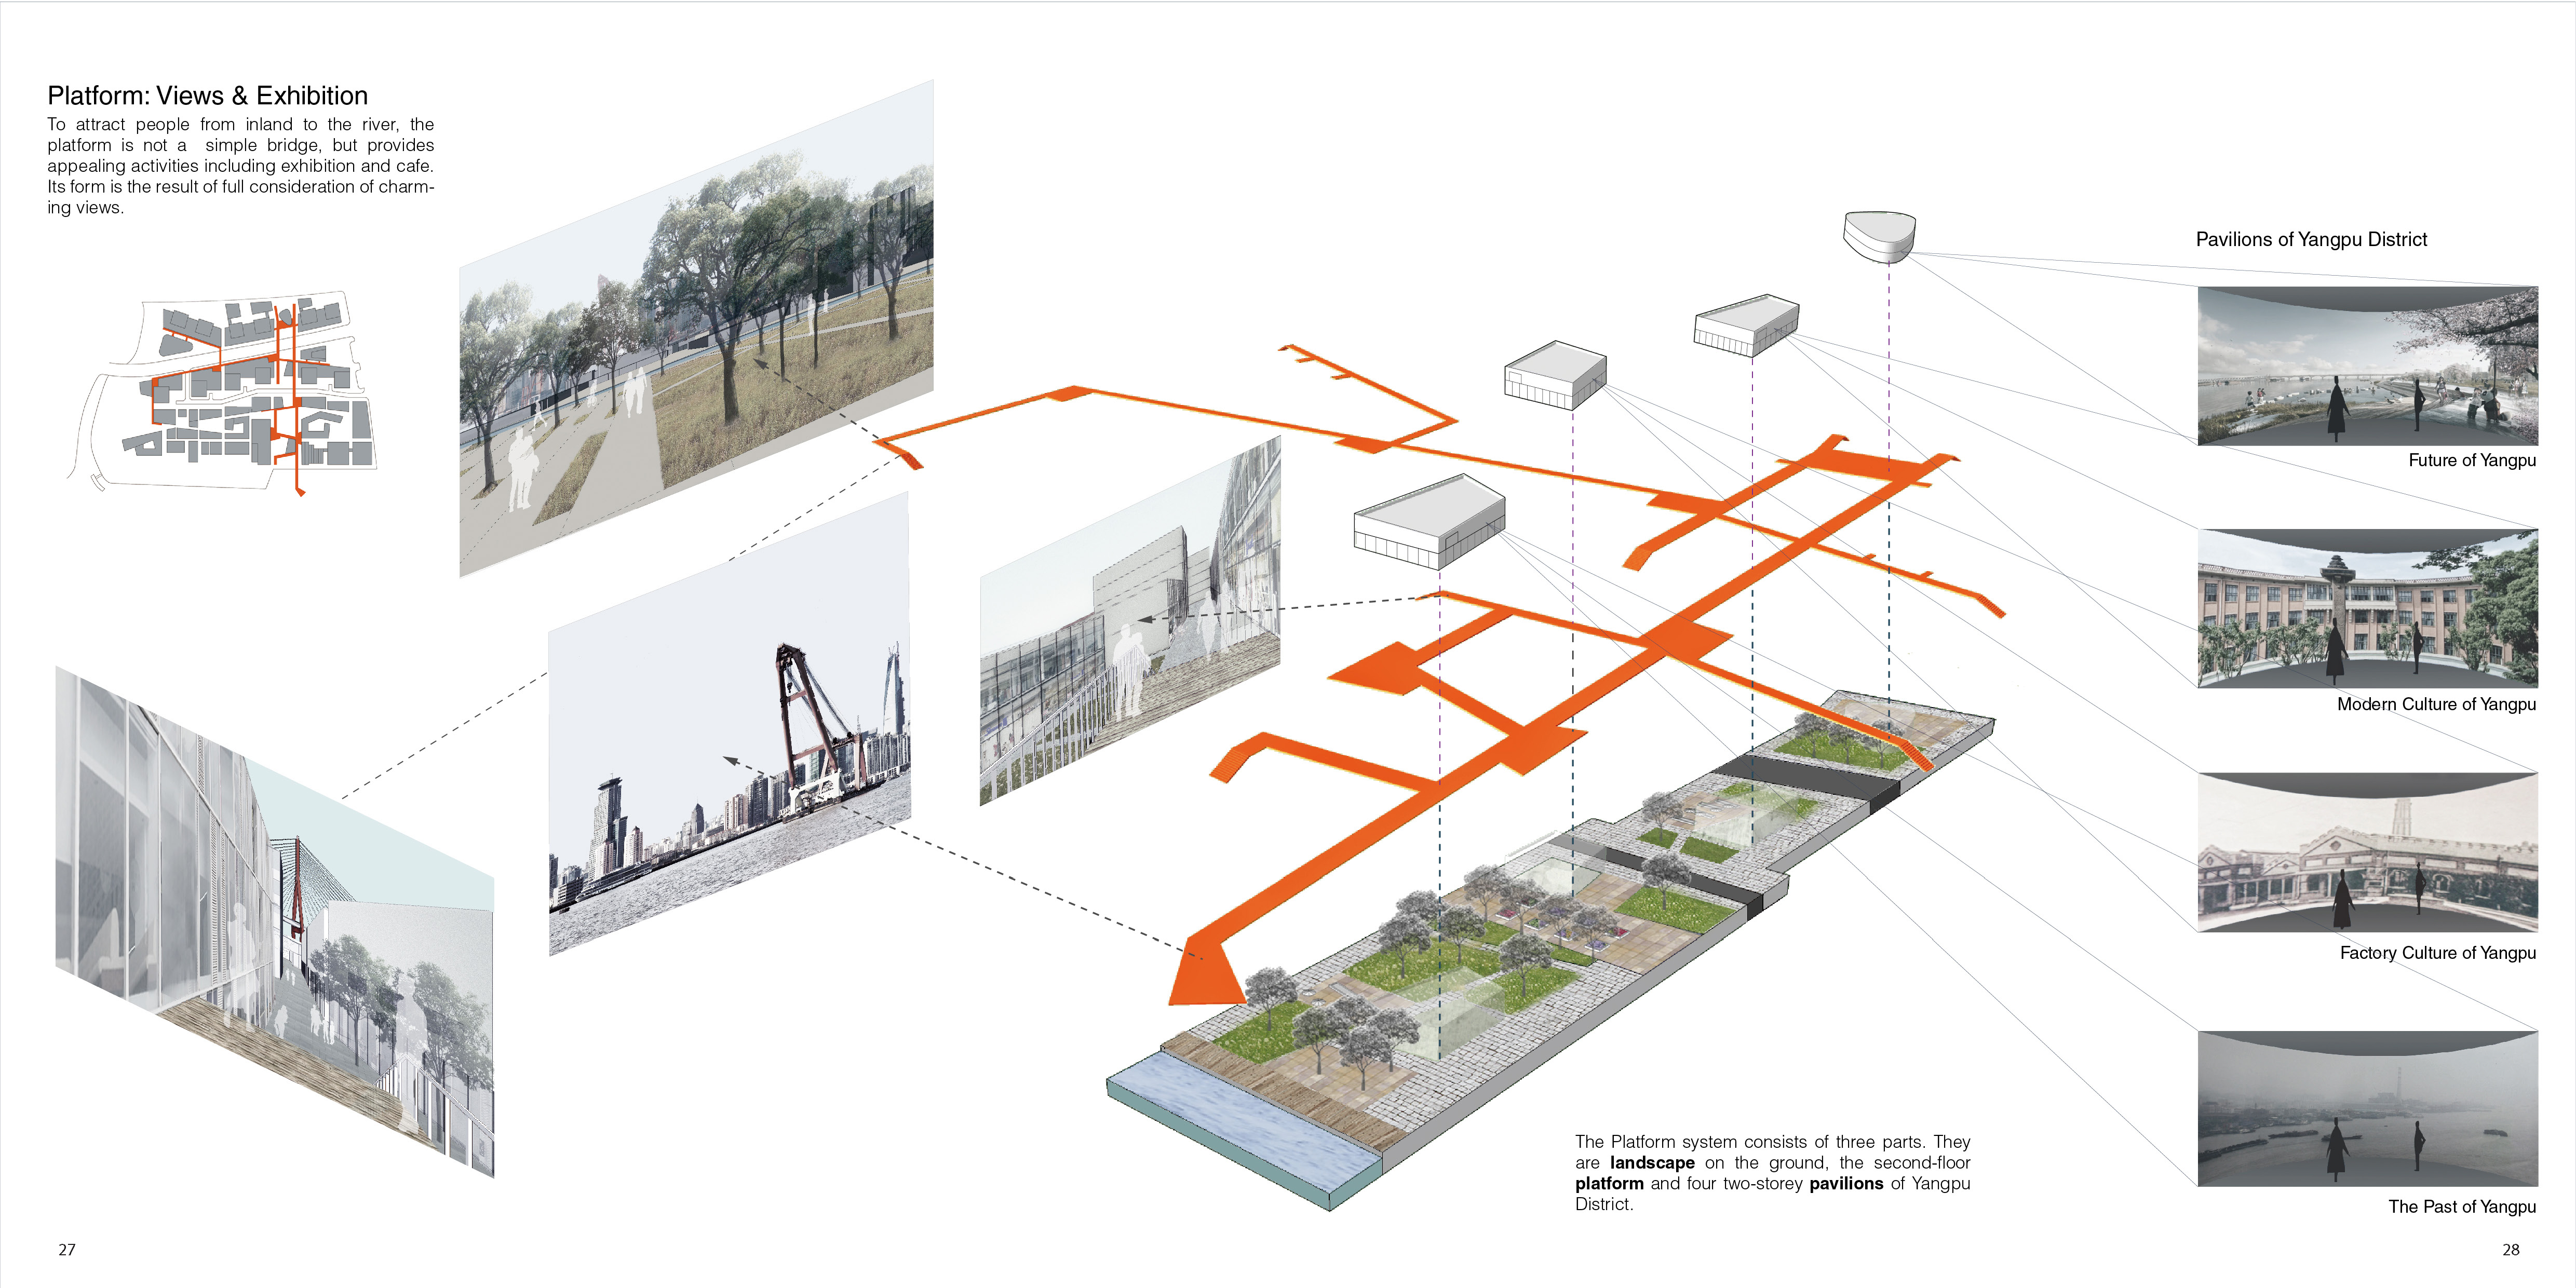 Platform: Views & Exhibition
To attract people from inland to the river, the
platform is not a simple bridge, but provides
appealing activities including exhibition and cafe.
Its form is the result of full consideration of charm-
ing views.
Pavilions of Yangpu District
Future of Yangpu
Modern Culture of Yangpu
Factory Culture of Yangpu
The Past of Yangpu
The Platform system consists of three parts. They
are landscape on the ground, the second-floor
platform and four two-storey pavilions of Yangpu
District.
27
28